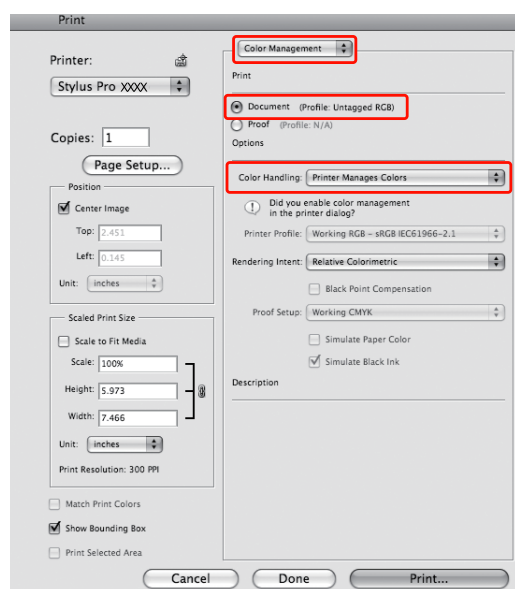 Print
Printer:
Stylus Pro XXXX
Copies: 1
Page Setup...
Position
Center Image
Top: 2.451
Left: 0.145
Unit: inches
Scaled Print Size
Scale to Fit Media
Scale: 100%
Height: 5.973
Width: 7.466
Unit: inches
Print Resolution: 300 PPI
Match Print Colors
Show Bounding Box
Print Selected Area
Color Management
Print
Document (Profile: Untagged RGB)
Proof (Profile: N/A)
Options
Color Handling: Printer Manages Colors
Did you enable color management
in the printer dialog?
Printer Profile: Working RGB - sRGB IEC61966-2.1
Rendering Intent: Relative Colorimetric
Black Point Compensation
Proof Setup: Working CMYK
Simulate Paper Color
Simulate Black Ink
Description
Cancel Done Print...